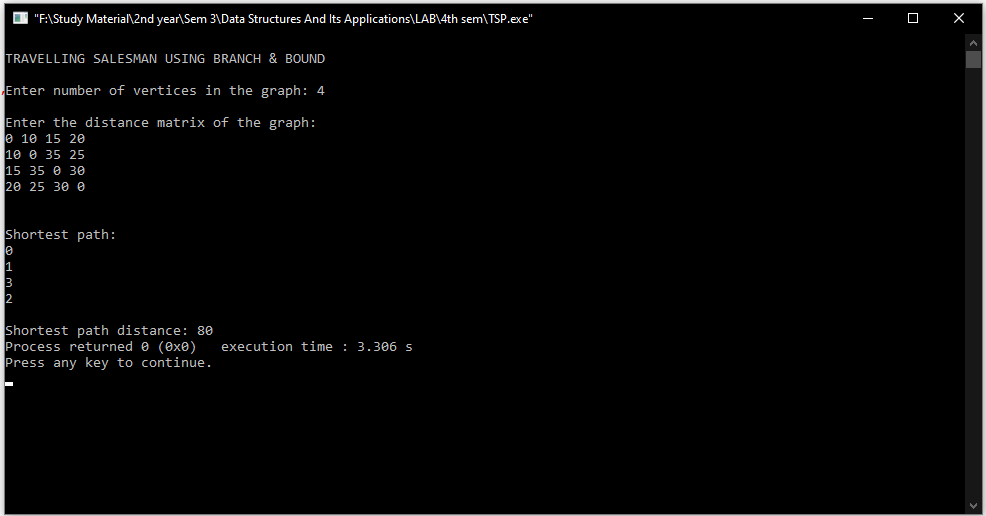 "F:\Study Material\2nd year\Sem 3\Data Structures And Its Applications\LAB\4th sem\TSP.exe"
TRAVELLING SALESMAN USING BRANCH & BOUND
Enter number of vertices in the graph: 4
Enter the distance matrix of the graph:
0 10 15 20
10 0 35 25
15 35 0 30
20 25 30 0
Shortest path:
0
1
3
2
Shortest path distance: 80
Process returned 0 (0x0)   execution time : 3.306 s
Press any key to continue.